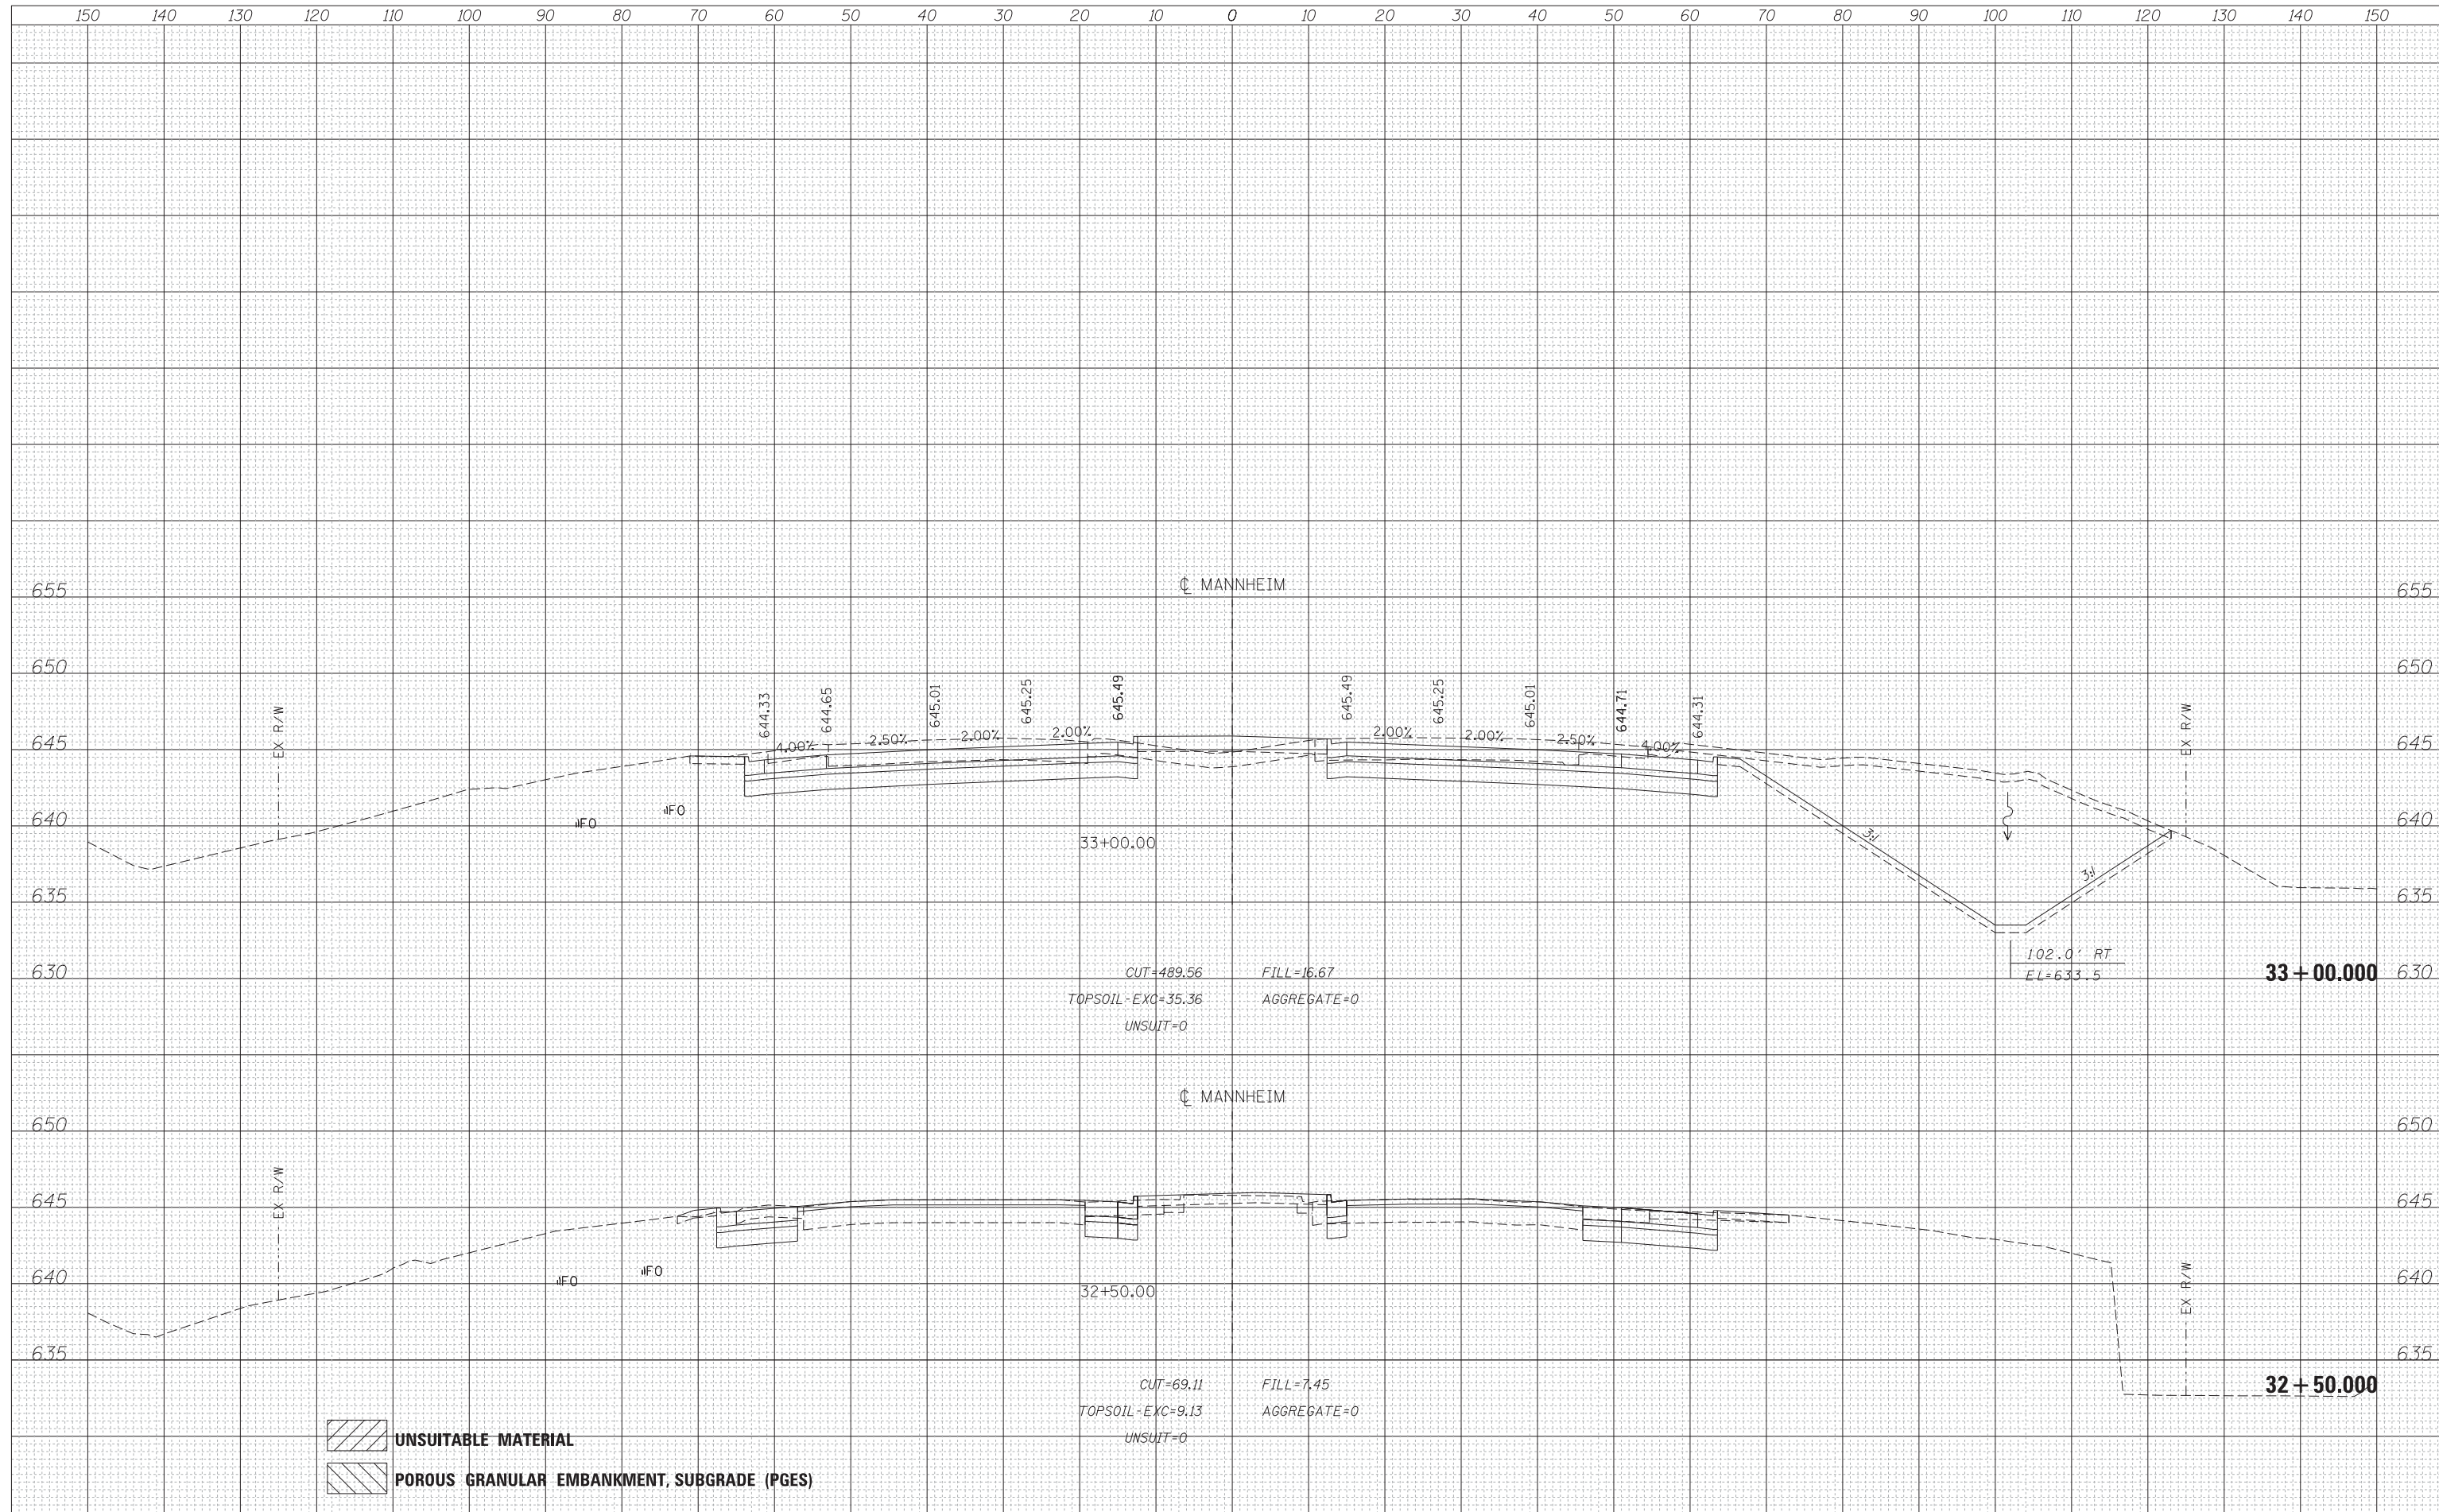 150 140 130 120 110 100 90 80 70 60 50 40 30 20 10 0 10 20 30 40 50 60 70 80 90 100 110 120 130 140 150
655 655
℄ MANNHEIM
650 650
EX R/W 644.33 644.65 645.01 645.25 645.49 645.49 645.25 645.01 644.71 644.31 EX R/W
645 4.00% 2.50% 2.00% 2.00% 2.00% 2.00% 2.50% 4.00% 645
FO FO
640 640
33+00.00 3:1 3:1
635 635
102.0' RT
630 CUT=489.56 FILL=16.67 EL=633.5 33+00.000 630
TOPSOIL-EXC=35.36 AGGREGATE=0
UNSUIT=0
℄ MANNHEIM
650 650
EX R/W
645 645
FO FO
640 640
32+50.00 EX R/W
635 635
CUT=69.11 FILL=7.45 32+50.000
TOPSOIL-EXC=9.13 AGGREGATE=0
UNSUIT=0
UNSUITABLE MATERIAL
POROUS GRANULAR EMBANKMENT, SUBGRADE (PGES)